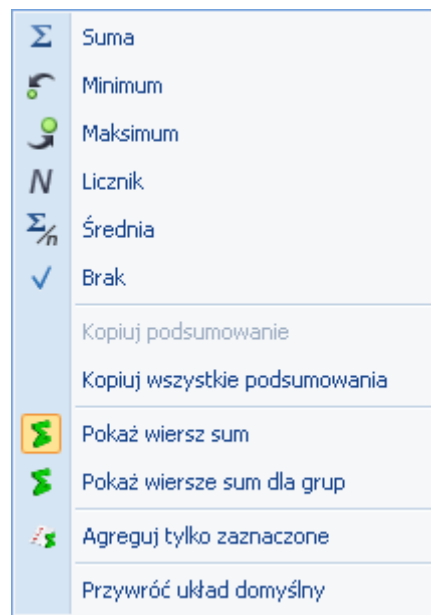 Σ Suma
Minimum
Maksimum
N Licznik
Σ/n Średnia
Brak
Kopiuj podsumowanie
Kopiuj wszystkie podsumowania
Pokaż wiersz sum
Pokaż wiersze sum dla grup
Agreguj tylko zaznaczone
Przywróć układ domyślny